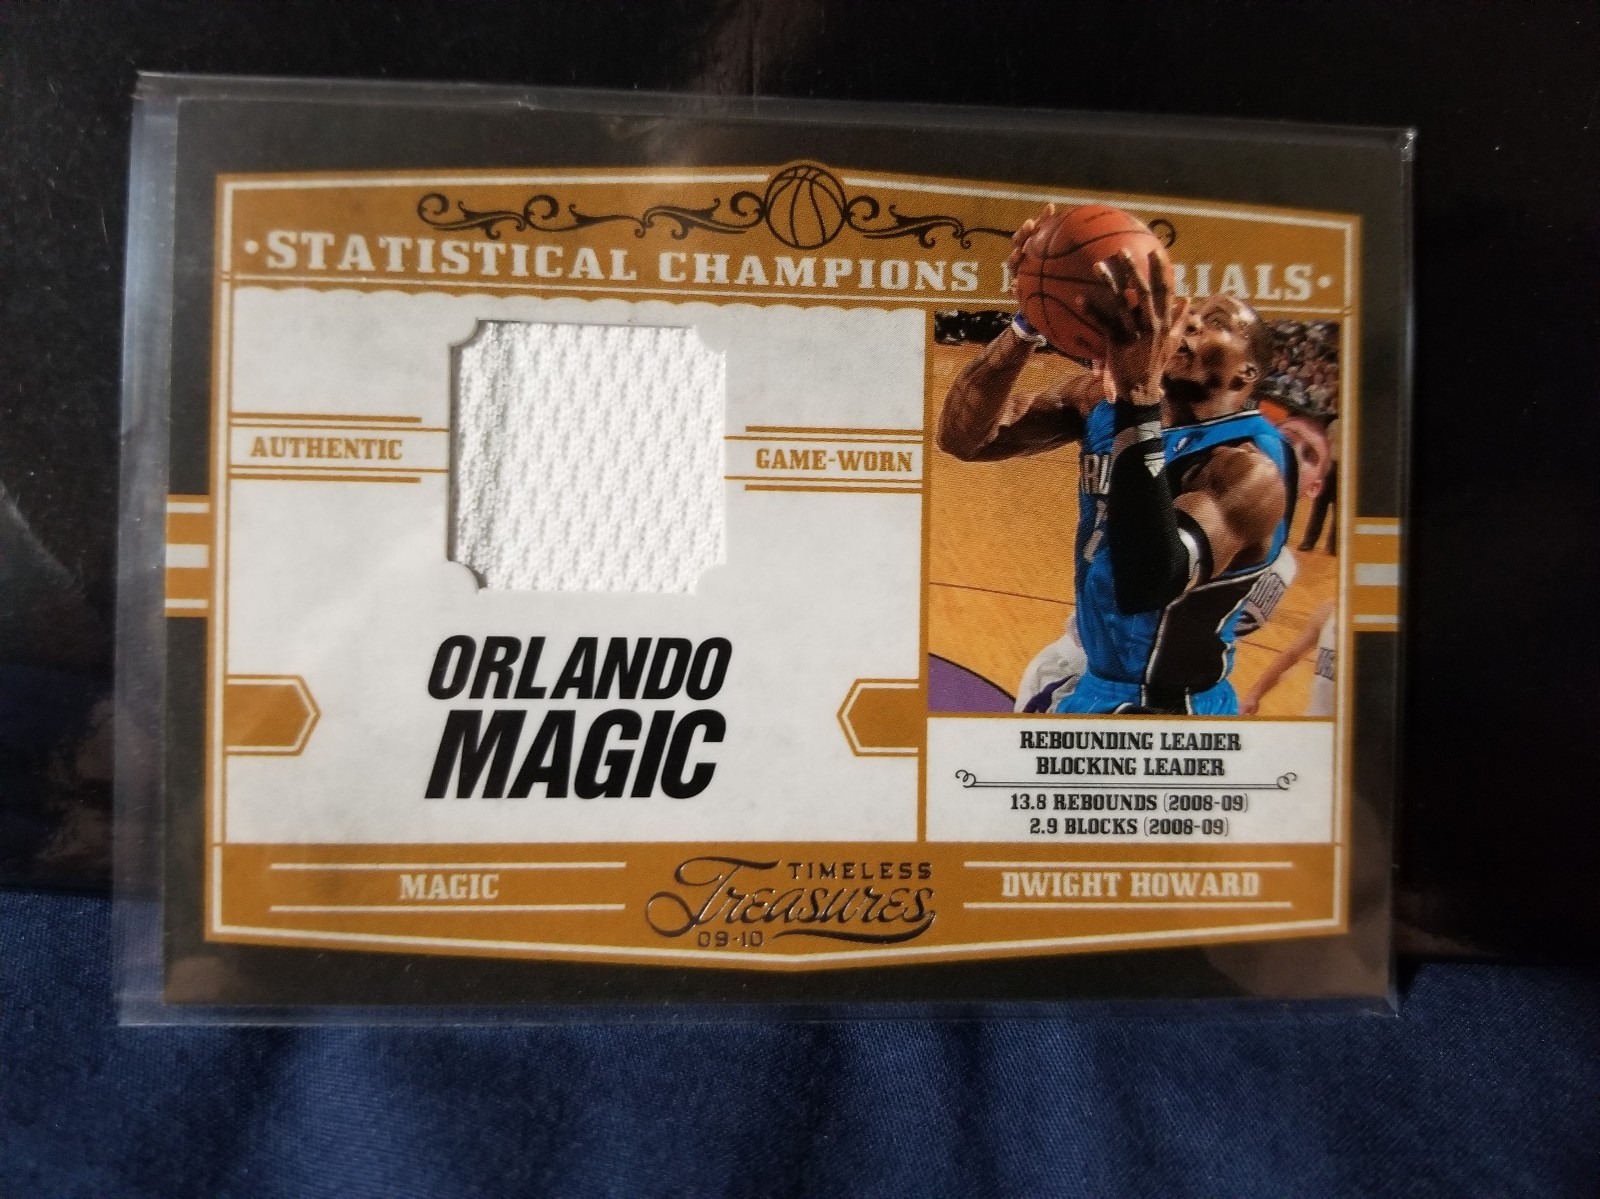 •STATISTICAL CHAMPIONS RIALS•
AUTHENTIC
GAME-WORN
ORLANDO
MAGIC
REBOUNDING LEADER
BLOCKING LEADER
13.8 REBOUNDS (2008-09)
2.9 BLOCKS (2008-09)
MAGIC
TIMELESS
Treasures
09-10
DWIGHT HOWARD